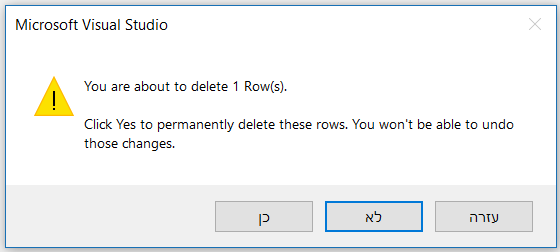 Microsoft Visual Studio
You are about to delete 1 Row(s).
Click Yes to permanently delete these rows. You won't be able to undo
those changes.
כן
לא
עזרה